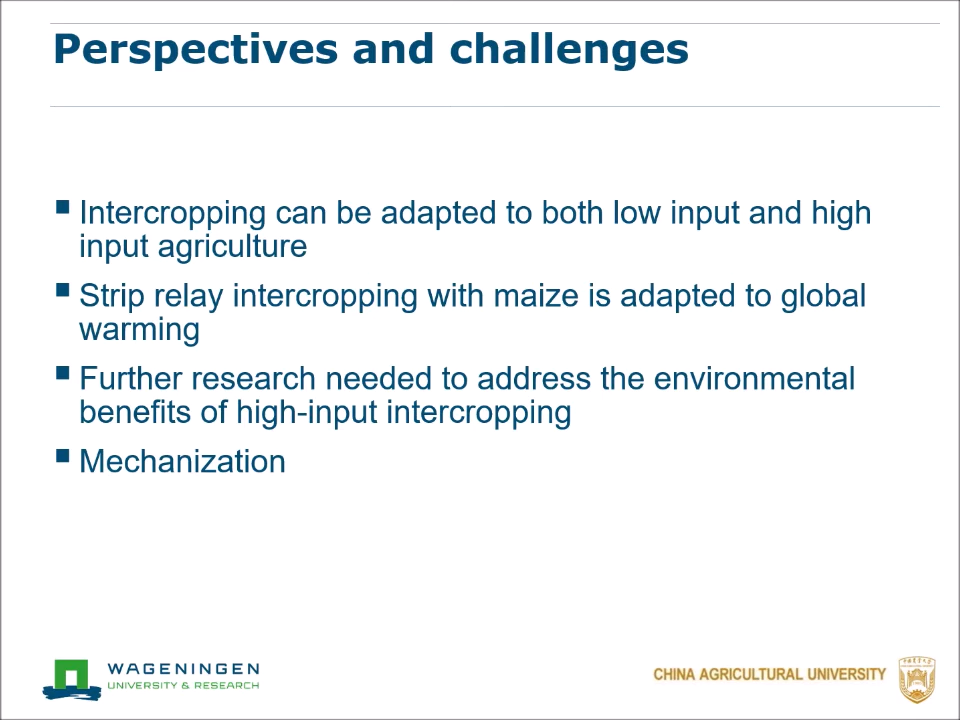 Perspectives and challenges
Intercropping can be adapted to both low input and high
input agriculture
Strip relay intercropping with maize is adapted to global
warming
Further research needed to address the environmental
benefits of high-input intercropping
Mechanization
WAGENINGEN
UNIVERSITY & RESEARCH
CHINA AGRICULTURAL UNIVERSITY